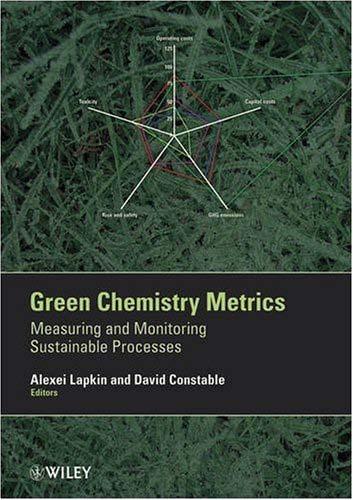 Operating costs
125
100
50
25
Toxicity
Capital costs
Risk and safety
GHG emissions
Green Chemistry Metrics
Measuring and Monitoring
Sustainable Processes
Alexei Lapkin and David Constable
Editors
WILEY